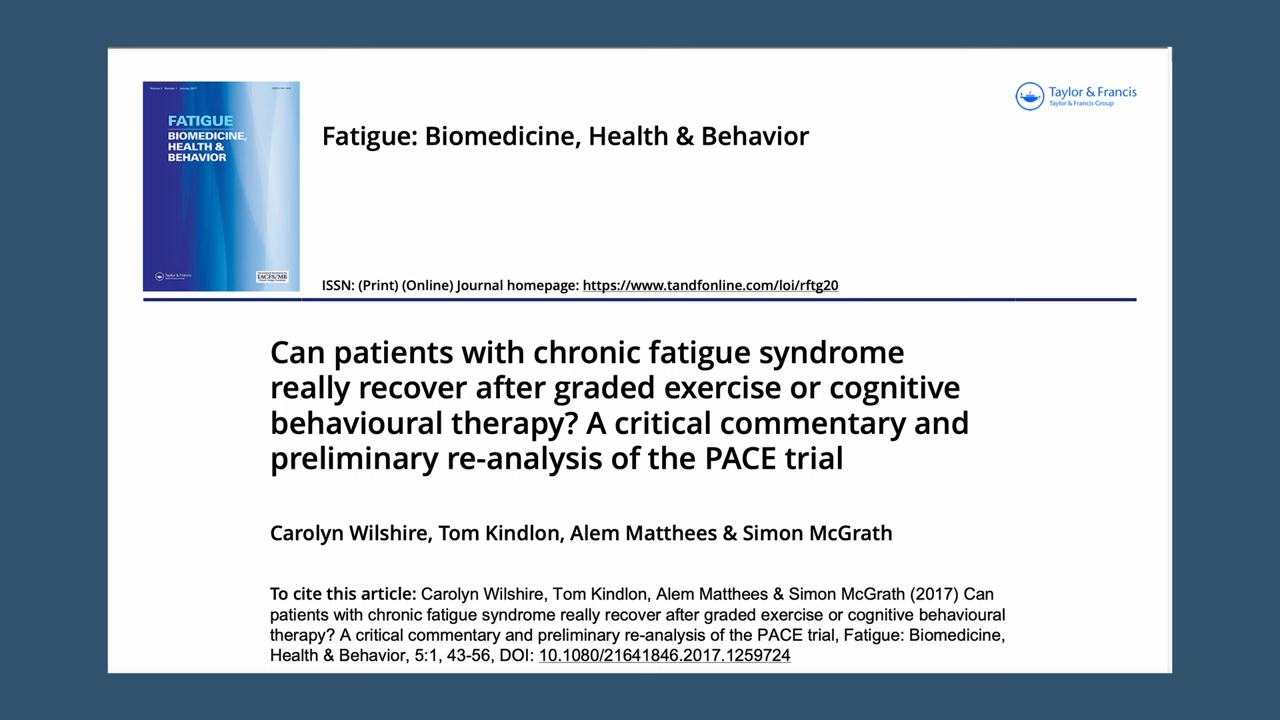 FATIGUE
BIOMEDICINE,
HEALTH &
BEHAVIOR
Taylor & Francis
IACFS/ME
Fatigue: Biomedicine, Health & Behavior
Taylor & Francis
Taylor & Francis Group
ISSN: (Print) (Online) Journal homepage: https://www.tandfonline.com/loi/rftg20
Can patients with chronic fatigue syndrome
really recover after graded exercise or cognitive
behavioural therapy? A critical commentary and
preliminary re-analysis of the PACE trial
Carolyn Wilshire, Tom Kindlon, Alem Matthees & Simon McGrath
To cite this article: Carolyn Wilshire, Tom Kindlon, Alem Matthees & Simon McGrath (2017) Can
patients with chronic fatigue syndrome really recover after graded exercise or cognitive behavioural
therapy? A critical commentary and preliminary re-analysis of the PACE trial, Fatigue: Biomedicine,
Health & Behavior, 5:1, 43-56, DOI: 10.1080/21641846.2017.1259724